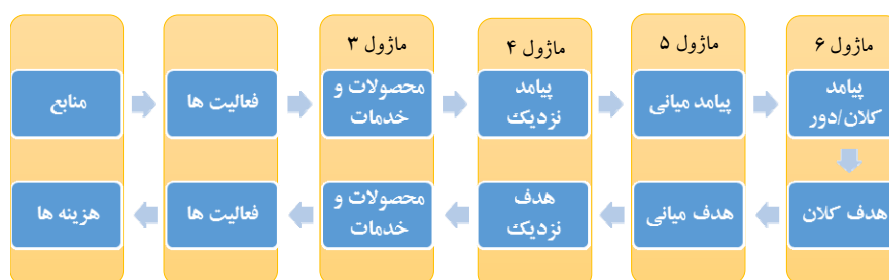 ماژول ۳
ماژول ۴
ماژول ۵
ماژول ۶
منابع
فعالیت ها
محصولات و
خدمات
پیامد
نزدیک
پیامد میانی
پیامد
کلان/دور
هدف کلان
هدف میانی
هدف
نزدیک
محصولات و
خدمات
فعالیت ها
هزینه ها